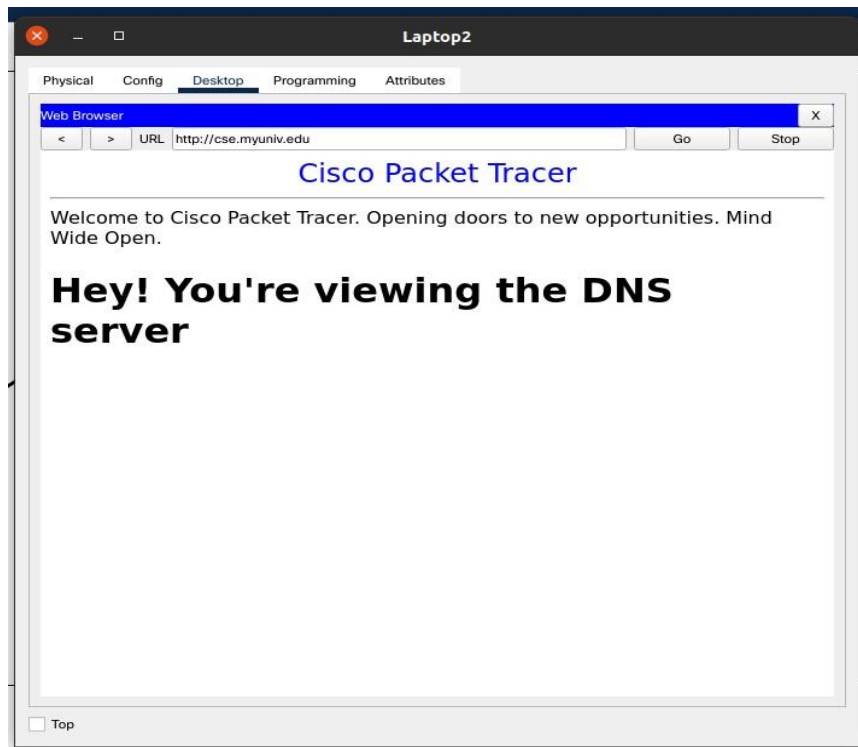 Laptop2
Physical Config Desktop Programming Attributes
Web Browser X
< > URL http://cse.myuniv.edu Go Stop
Cisco Packet Tracer
Welcome to Cisco Packet Tracer. Opening doors to new opportunities. Mind
Wide Open.
Hey! You're viewing the DNS
server
Top